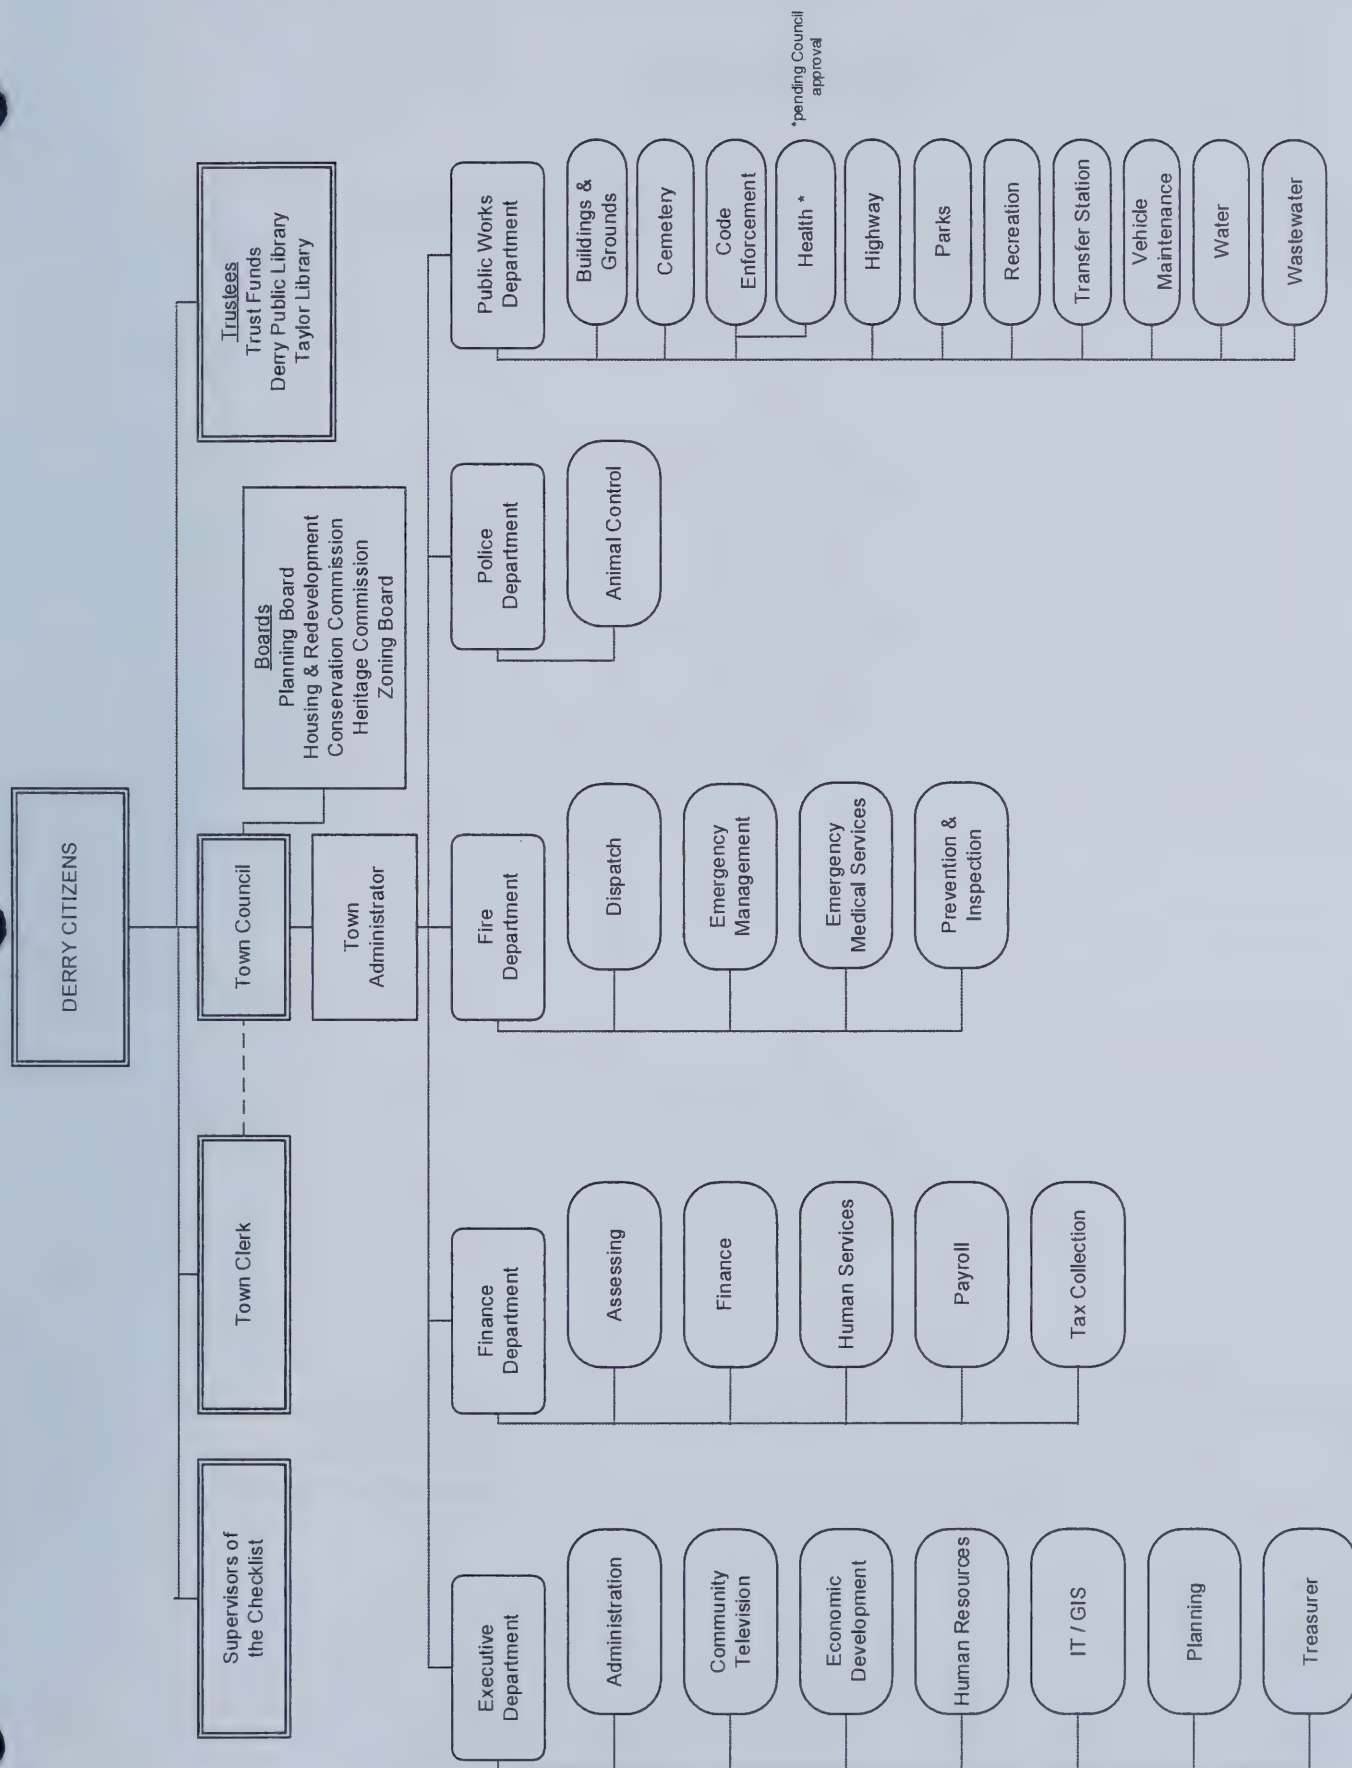 DERRY CITIZENS
Supervisors of
the Checklist
Town Clerk
Town Council
Trustees
Trust Funds
Derry Public Library
Taylor Library
Boards
Planning Board
Housing & Redevelopment
Conservation Commission
Heritage Commission
Zoning Board
Town
Administrator
Executive
Department
Administration
Community
Television
Economic
Development
Human Resources
IT / GIS
Planning
Treasurer
Finance
Department
Assessing
Finance
Human Services
Payroll
Tax Collection
Fire
Department
Dispatch
Emergency
Management
Emergency
Medical Services
Prevention &
Inspection
Police
Department
Animal Control
Public Works
Department
Buildings &
Grounds
Cemetery
Code
Enforcement
Health *
*pending Council
approval
Highway
Parks
Recreation
Transfer Station
Vehicle
Maintenance
Water
Wastewater